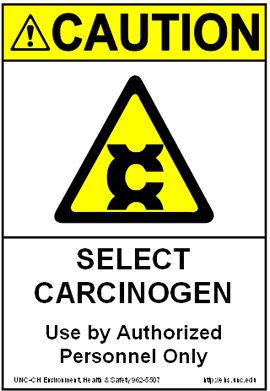 CAUTION
SELECT
CARCINOGEN
Use by Authorized
Personnel Only
UNC-CH Environment, Health & Safety 962-5507 http://ehs.unc.edu